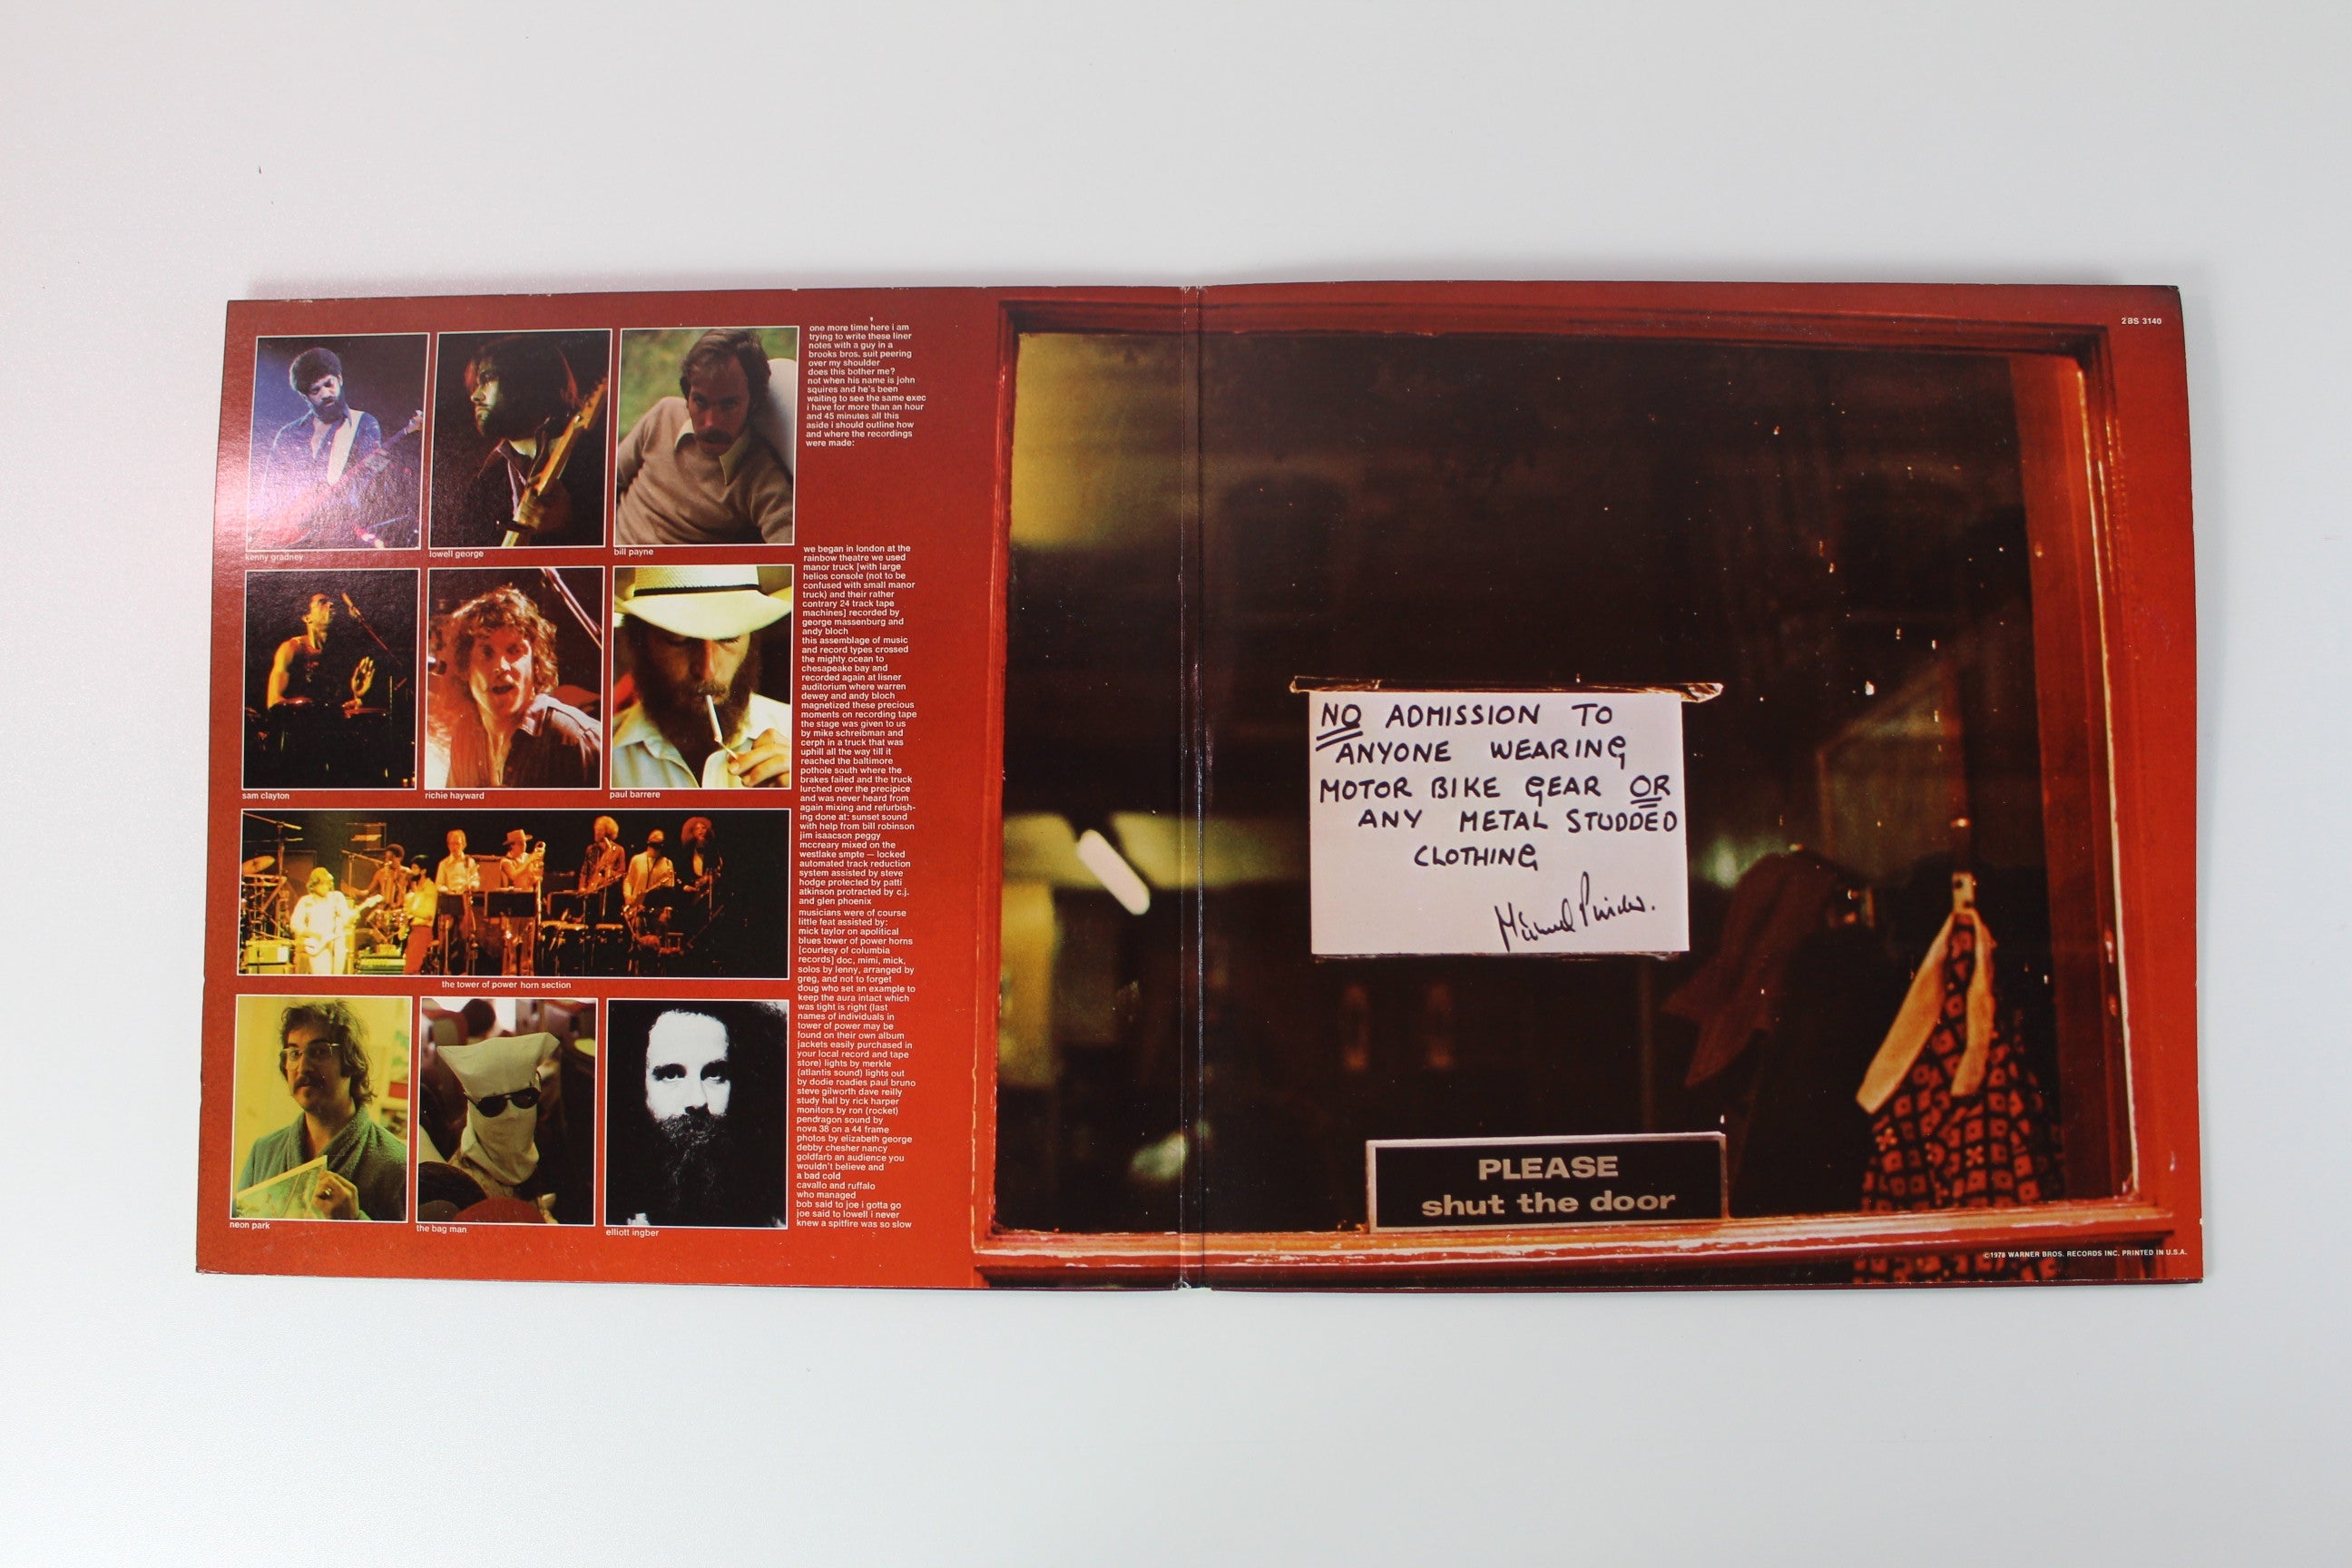 kenny gradney
lowell george
bill payne
sam clayton
richie hayward
paul barrere
the tower of power horn section
neon park
the bag man
elliott ingber
one more time here i am
trying to write these liner
notes with a guy in a
brooks bros. suit peering
over my shoulder
does this bother me?
not when his name is john
squires and he's been
waiting to see the same exec
i have for more than an hour
and 45 minutes all this
aside i should outline how
and where the recordings
were made:
we began in london at the
rainbow theatre we used
manor truck [with large
helios console (not to be
confused with small manor
truck) and their rather
contrary 24 track tape
machines] recorded by
george massenburg and
andy bloch
this assemblage of music
and record types crossed
the mighty ocean to
chesapeake bay and
recorded again at lisner
auditorium where warren
dewey and andy bloch
magnetized these precious
moments on recording tape
the stage was given to us
by mike schreibman and
cerph in a truck that was
uphill all the way till it
reached the baltimore
pothole south where the
brakes failed and the truck
lurched over the precipice
and was never heard from
again mixing and refurbish-
ing done at: sunset sound
with help from bill robinson
jim isaacson peggy
mccreary mixed on the
westlake smpte — locked
automated track reduction
system assisted by steve
hodge protected by patti
atkinson protracted by c.j.
and glen phoenix
musicians were of course
little feat assisted by:
mick taylor on apolitical
blues tower of power horns
[courtesy of columbia
records] doc, mimi, mick,
solos by lenny, arranged by
greg, and not to forget
doug who set an example to
keep the aura intact which
was tight is right (last
names of individuals in
tower of power may be
found on their own album
jackets easily purchased in
your local record and tape
store) lights by merkle
(atlantis sound) lights out
by dodie roadies paul bruno
steve gilworth dave reilly
study hall by rick harper
monitors by ron (rocket)
pendragon sound by
nova 38 on a 44 frame
photos by elizabeth george
debby chesher nancy
goldfarb an audience you
wouldn't believe and
a bad cold
cavallo and ruffalo
who managed
bob said to joe i gotta go
joe said to lowell i never
knew a spitfire was so slow
2BS 3140
NO ADMISSION TO
ANYONE WEARING
MOTOR BIKE GEAR OR
ANY METAL STUDDED
CLOTHING
PLEASE
shut the door
©1978 WARNER BROS. RECORDS INC. PRINTED IN U.S.A.